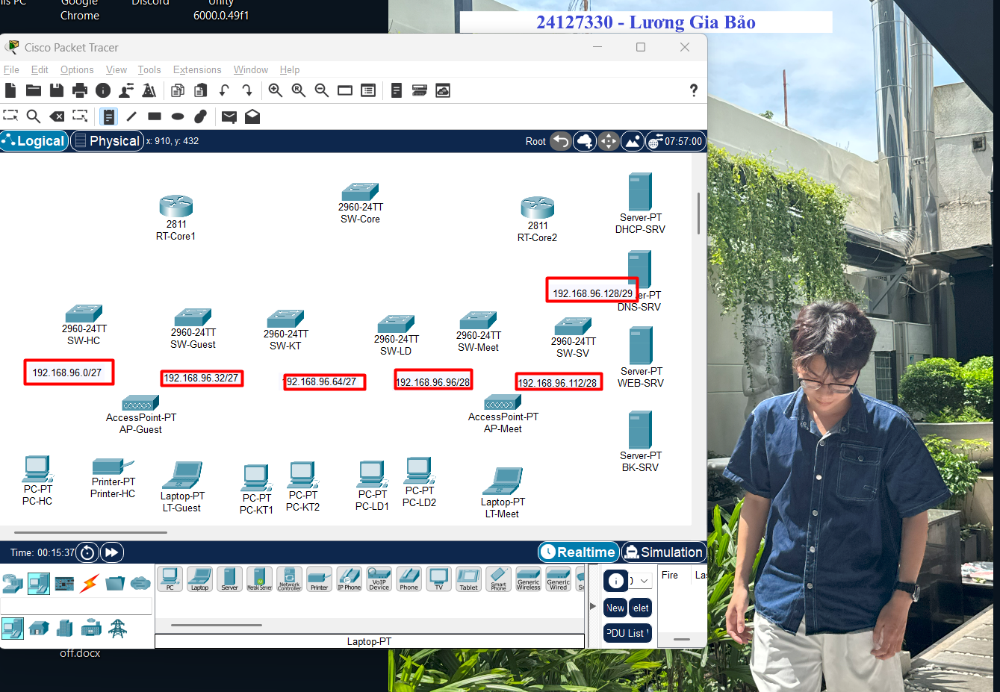 Google
Chrome
Discord
Unity
6000.0.49f1
24127330 - Lương Gia Bảo
Cisco Packet Tracer
File Edit Options View Tools Extensions Window Help
Logical
Physical
x: 910, y: 432
Root
07:57:00
2811
RT-Core1
2960-24TT
SW-Core
2811
RT-Core2
Server-PT
DHCP-SRV
192.168.96.128/29
er-PT
DNS-SRV
2960-24TT
SW-HC
2960-24TT
SW-Guest
2960-24TT
SW-KT
2960-24TT
SW-LD
2960-24TT
SW-Meet
2960-24TT
SW-SV
192.168.96.0/27
192.168.96.32/27
192.168.96.64/27
192.168.96.96/28
192.168.96.112/28
Server-PT
WEB-SRV
AccessPoint-PT
AP-Guest
AccessPoint-PT
AP-Meet
Server-PT
BK-SRV
PC-PT
PC-HC
Printer-PT
Printer-HC
Laptop-PT
LT-Guest
PC-PT
PC-KT1
PC-PT
PC-KT2
PC-PT
PC-LD1
PC-PT
PC-LD2
Laptop-PT
LT-Meet
Time: 00:15:37
Realtime
Simulation
PC
Laptop
Server
Meraki Server
Network Controller
Printer
IP Phone
VoIP Device
Phone
TV
Tablet
Smart Phone
Generic Wireless
Generic Wired
Fire
Las
New
elet
PDU List
Laptop-PT
off.docx